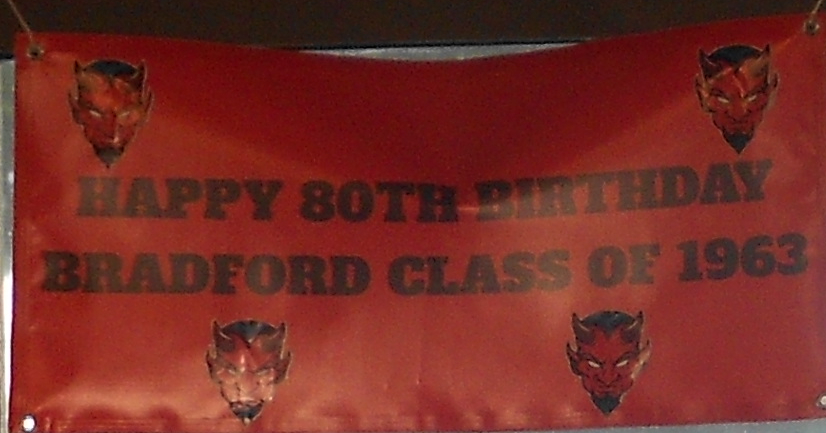 HAPPY 80TH BIRTHDAY
BRADFORD CLASS OF 1963